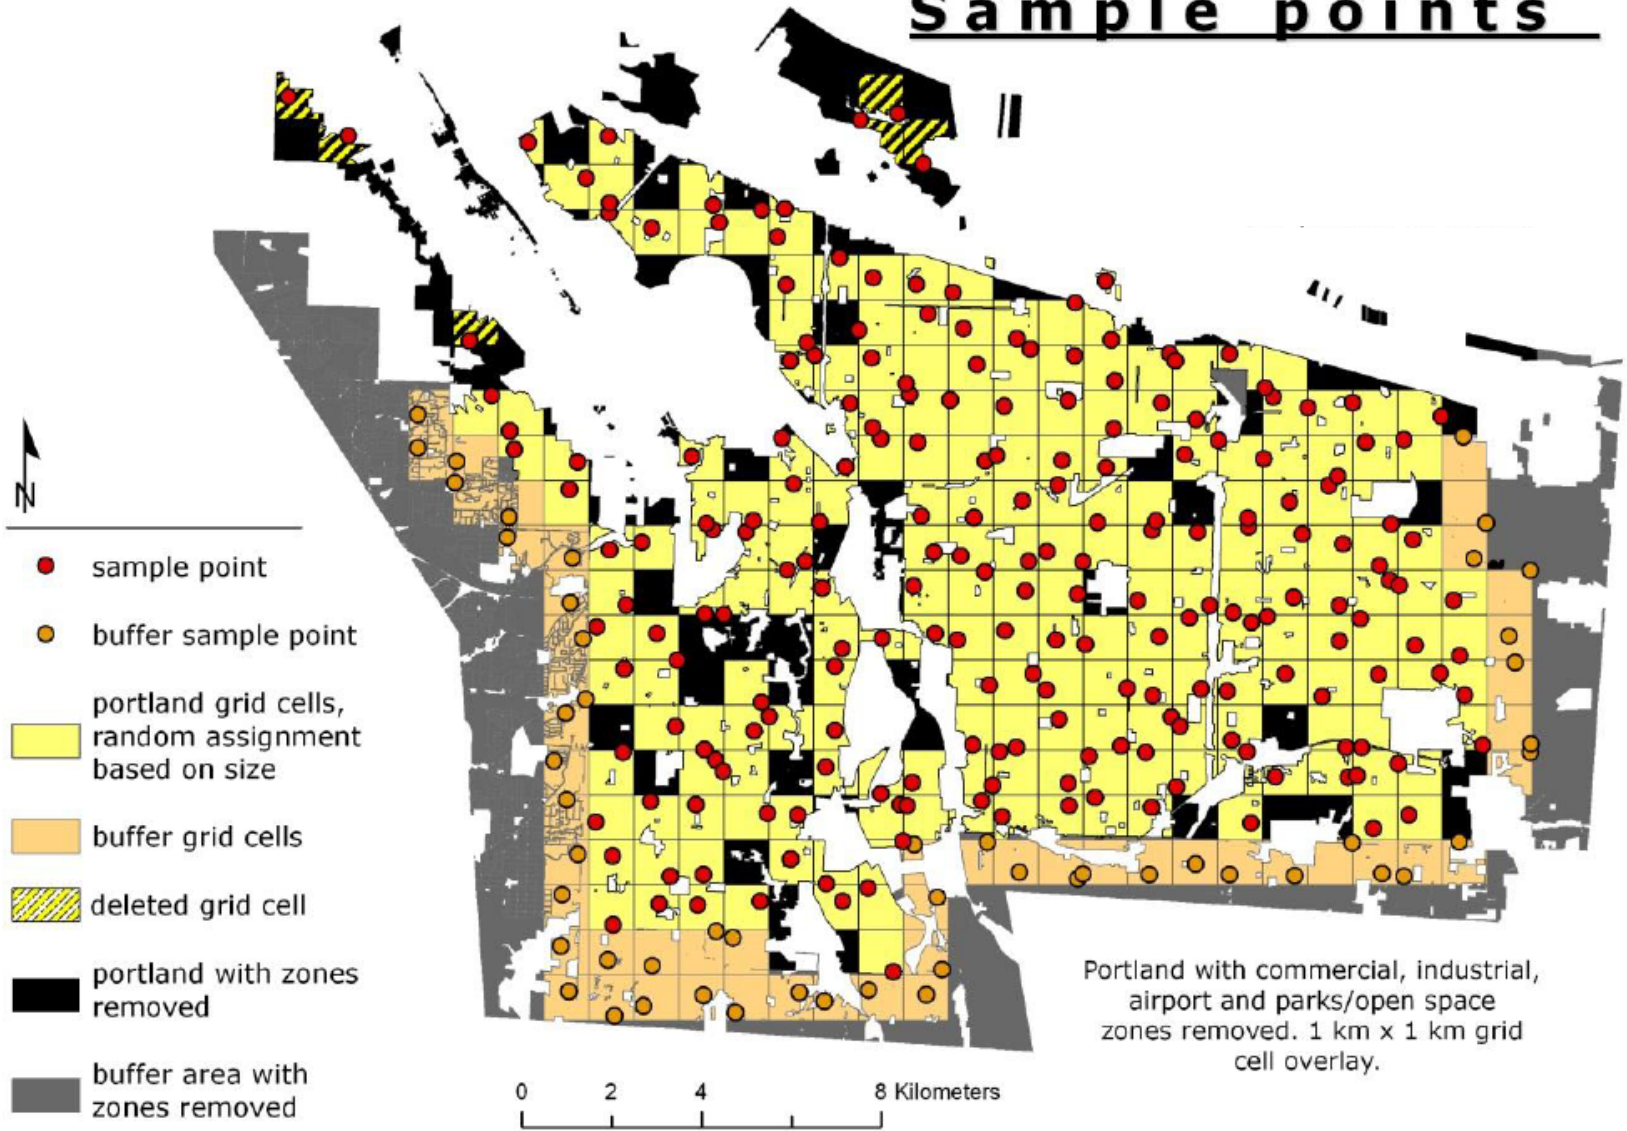 Sample points
N
sample point
buffer sample point
portland grid cells,
random assignment
based on size
buffer grid cells
deleted grid cell
portland with zones
removed
buffer area with
zones removed
0 2 4 8 Kilometers
Portland with commercial, industrial,
airport and parks/open space
zones removed. 1 km x 1 km grid
cell overlay.